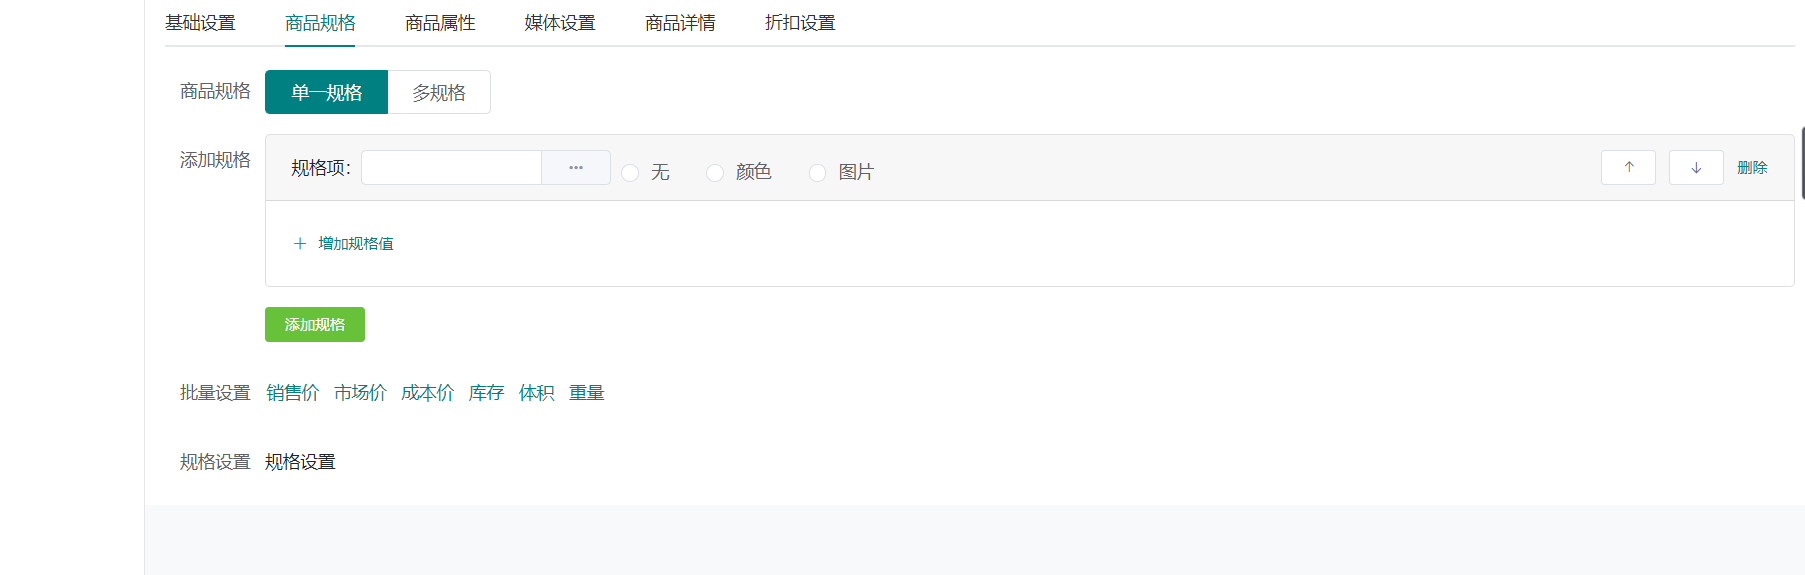 基础设置 商品规格 商品属性 媒体设置 商品详情 折扣设置
商品规格 单一规格 多规格
添加规格 规格项: ··· 无 颜色 图片 ↑ ↓ 删除
+ 增加规格值
添加规格
批量设置 销售价 市场价 成本价 库存 体积 重量
规格设置 规格设置